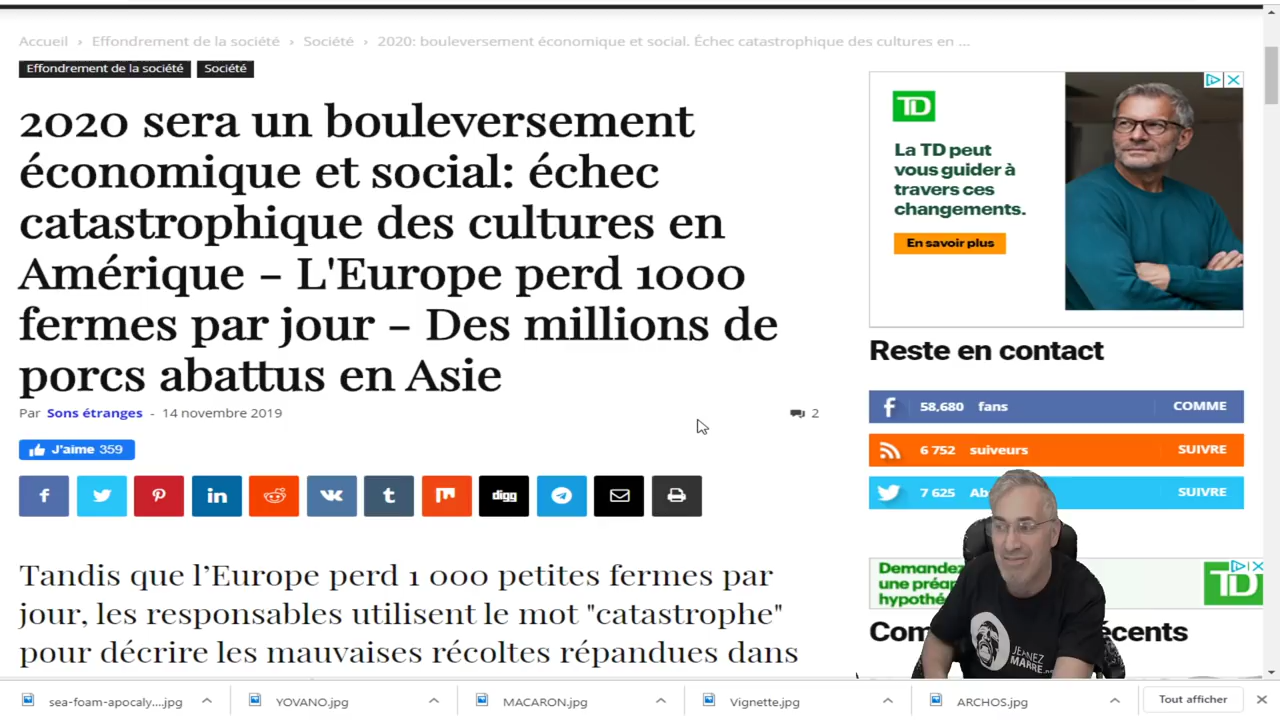 Accueil › Effondrement de la société › Société › 2020: bouleversement économique et social. Échec catastrophique des cultures en ...
Effondrement de la société Société
2020 sera un bouleversement
économique et social: échec
catastrophique des cultures en
Amérique – L'Europe perd 1000
fermes par jour – Des millions de
porcs abattus en Asie
Par Sons étranges - 14 novembre 2019
2
J'aime 359
digg
Tandis que l’Europe perd 1 000 petites fermes par
jour, les responsables utilisent le mot "catastrophe"
pour décrire les mauvaises récoltes répandues dans
TD
La TD peut
vous guider à
travers ces
changements.
En savoir plus
Reste en contact
58,680 fans COMME
6 752 suiveurs SUIVRE
7 625 SUIVRE
Demandez
une
hypothé
TD
JEANNEZ
MARRE
sea-foam-apocaly....jpg
YOVANO.jpg
MACARON.jpg
Vignette.jpg
ARCHOS.jpg
Tout afficher